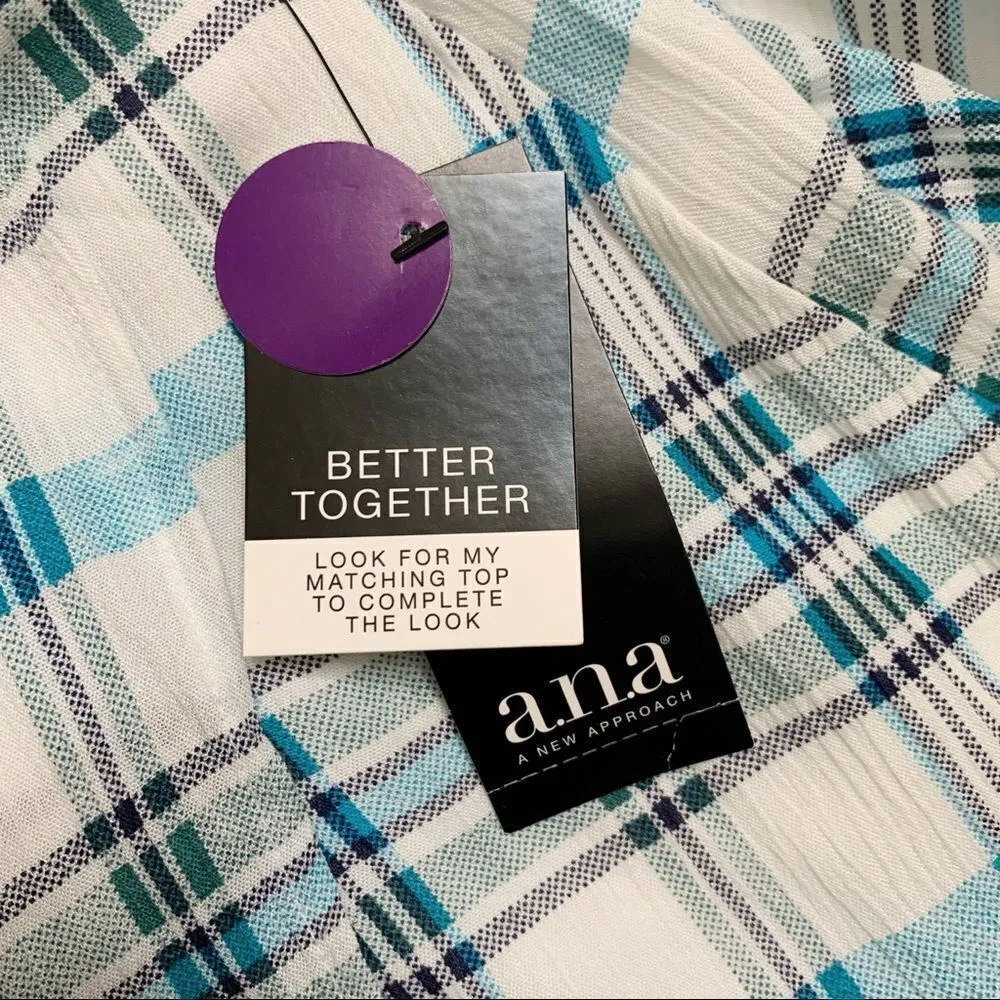 BETTER
TOGETHER
LOOK FOR MY
MATCHING TOP
TO COMPLETE
THE LOOK
a.n.a®
A NEW APPROACH